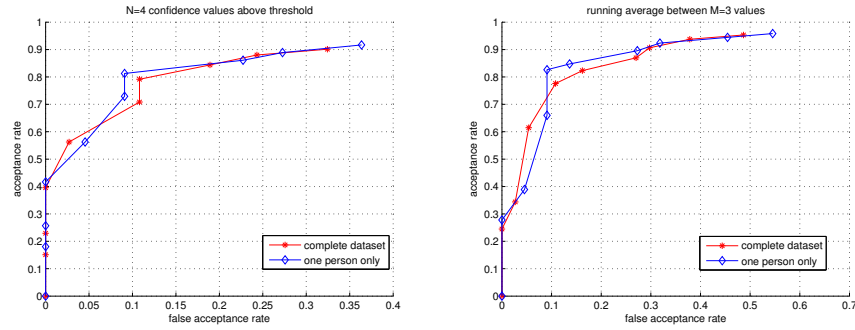 N=4 confidence values above threshold
acceptance rate
1
0.9
0.8
0.7
0.6
0.5
0.4
0.3
0.2
0.1
0
complete dataset
one person only
0 0.05 0.1 0.15 0.2 0.25 0.3 0.35 0.4
false acceptance rate
running average between M=3 values
acceptance rate
1
0.9
0.8
0.7
0.6
0.5
0.4
0.3
0.2
0.1
0
complete dataset
one person only
0 0.1 0.2 0.3 0.4 0.5 0.6 0.7
false acceptance rate